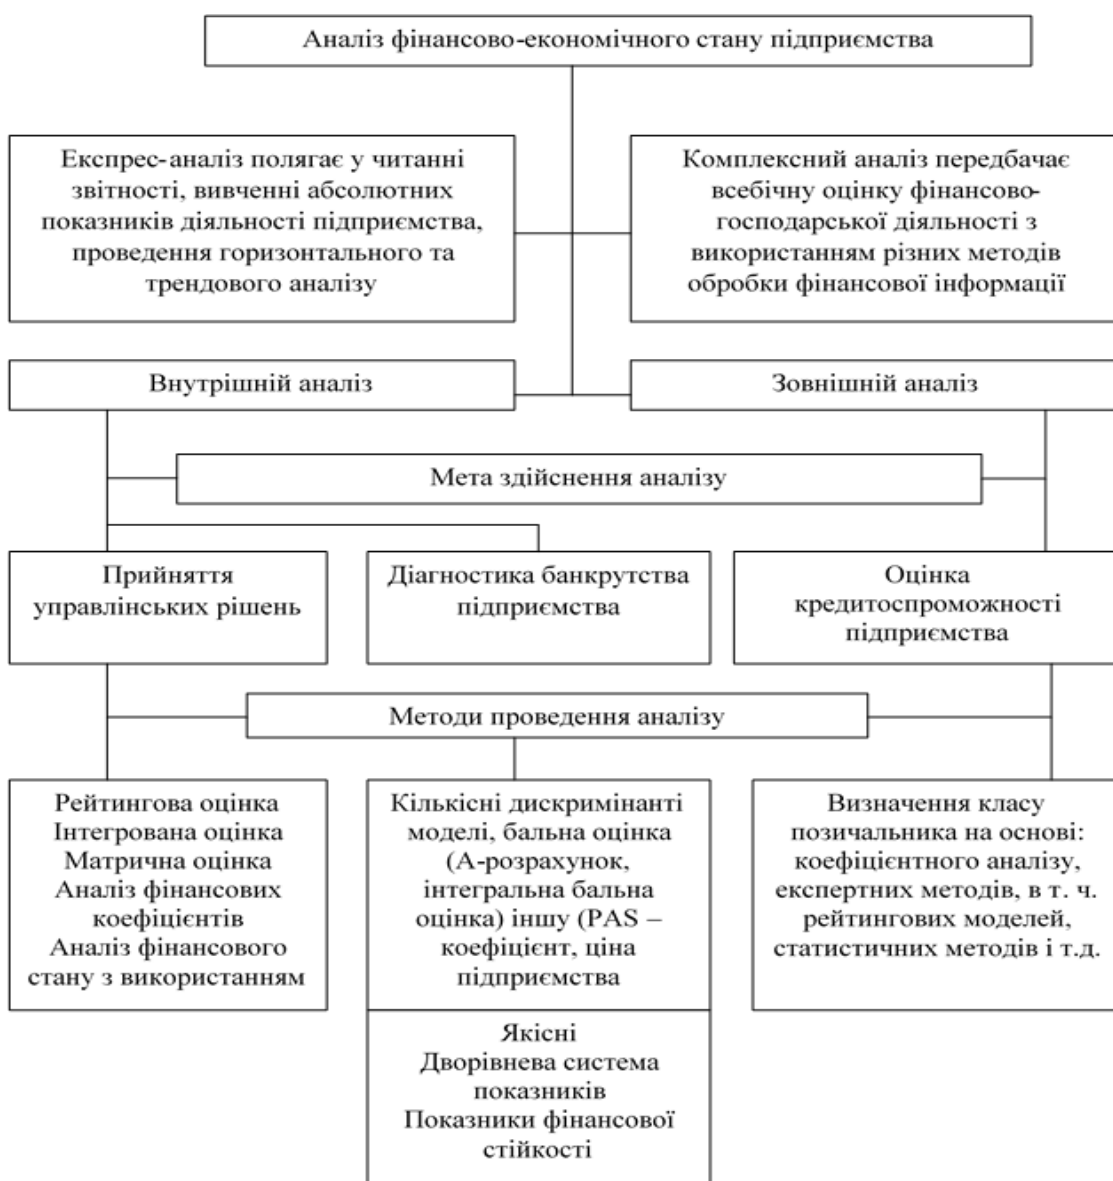 Аналіз фінансово-економічного стану підприємства
Експрес-аналіз полягає у читанні
звітності, вивченні абсолютних
показників діяльності підприємства,
проведення горизонтального та
трендового аналізу
Комплексний аналіз передбачає
всебічну оцінку фінансово-
господарської діяльності з
використанням різних методів
обробки фінансової інформації
Внутрішній аналіз
Зовнішній аналіз
Мета здійснення аналізу
Прийняття
управлінських рішень
Діагностика банкрутства
підприємства
Оцінка
кредитоспроможності
підприємства
Методи проведення аналізу
Рейтингова оцінка
Інтегрована оцінка
Матрична оцінка
Аналіз фінансових
коефіцієнтів
Аналіз фінансового
стану з використанням
Кількісні дискримінанті
моделі, бальна оцінка
(А-розрахунок,
інтегральна бальна
оцінка) іншу (PAS –
коефіцієнт, ціна
підприємства
Визначення класу
позичальника на основі:
коефіцієнтного аналізу,
експертних методів, в т. ч.
рейтингових моделей,
статистичних методів і т.д.
Якісні
Дворівнева система
показників
Показники фінансової
стійкості